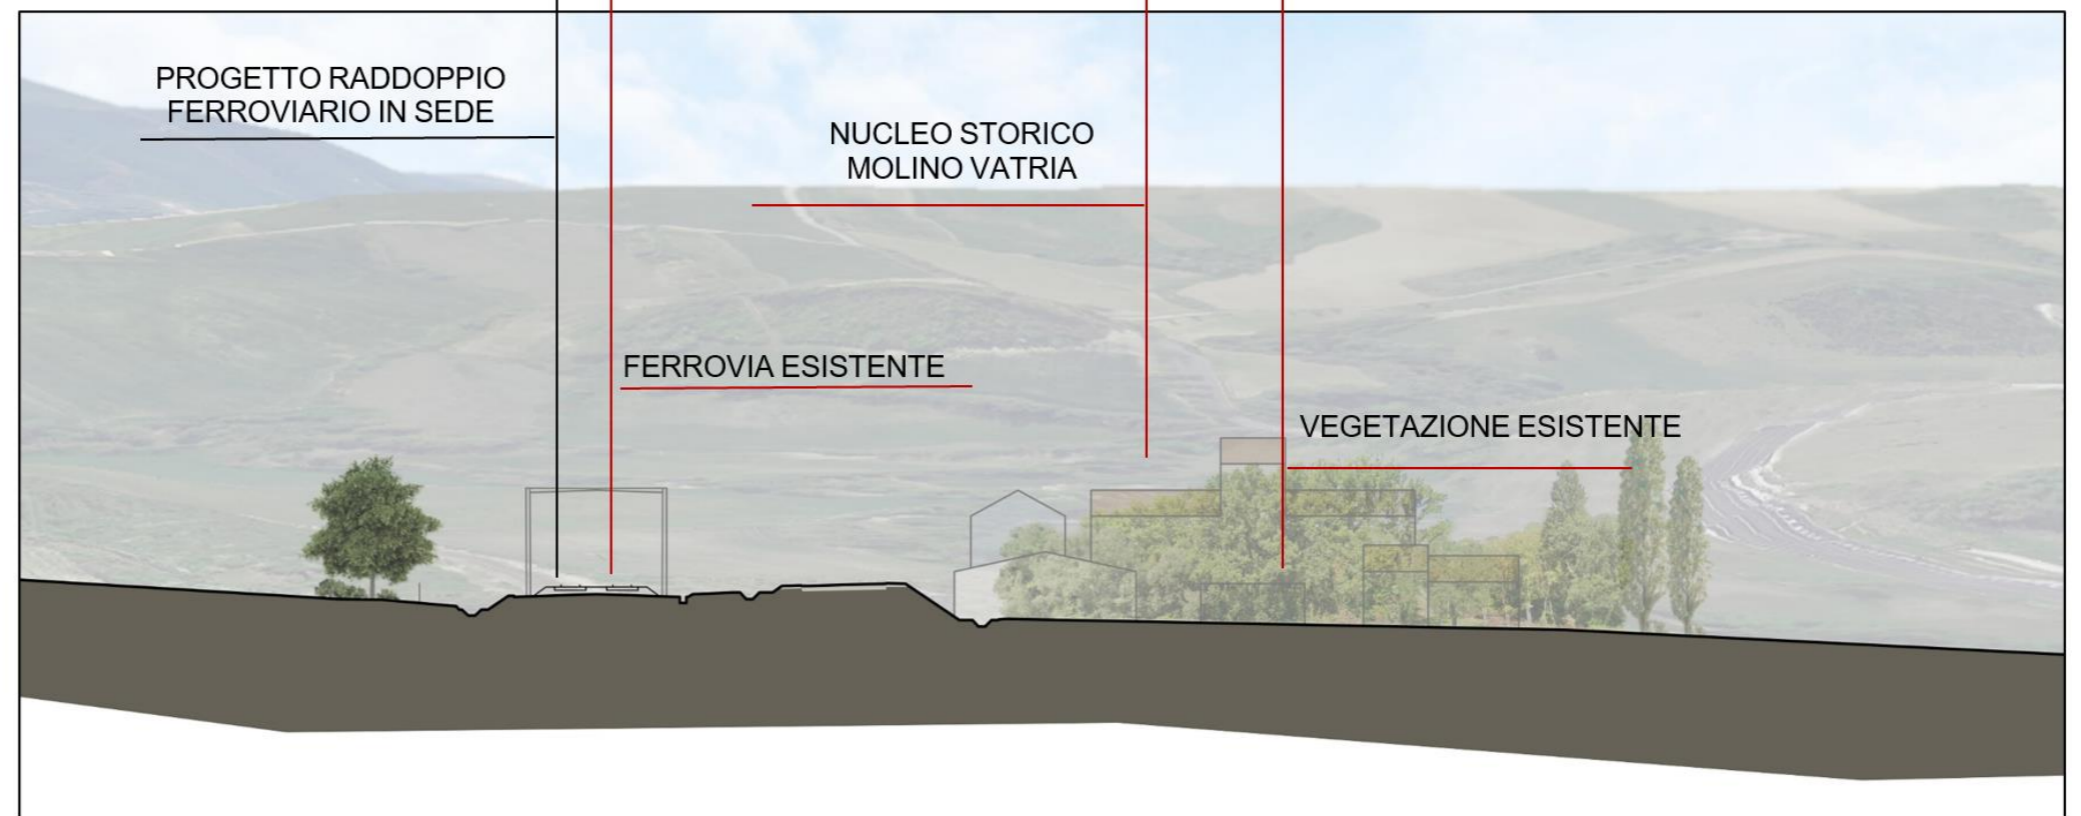 PROGETTO RADDOPPIO
FERROVIARIO IN SEDE
NUCLEO STORICO
MOLINO VATRIA
FERROVIA ESISTENTE
VEGETAZIONE ESISTENTE